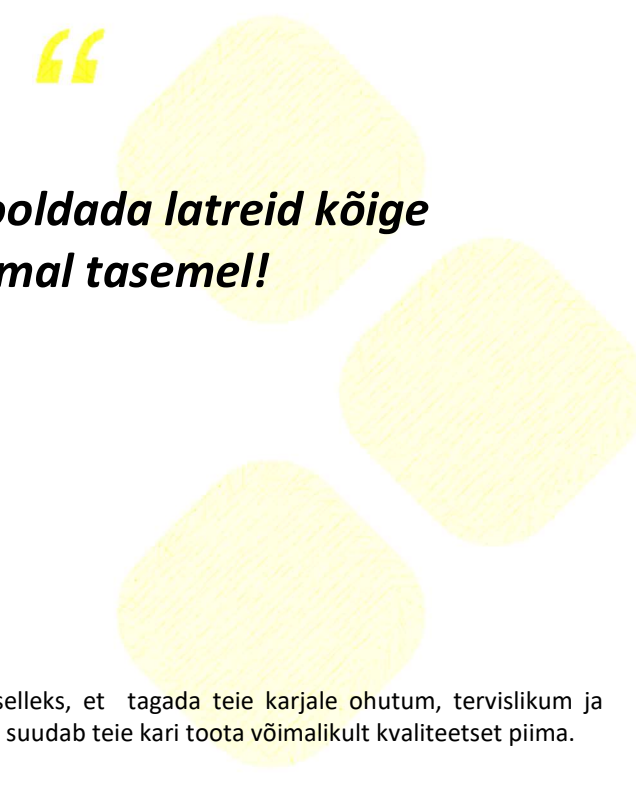 “
oldada latreid kõige
mal tasemel!
selleks, et tagada teie karjale ohutum, tervislikum ja
suudab teie kari toota võimalikult kvaliteetset piima.